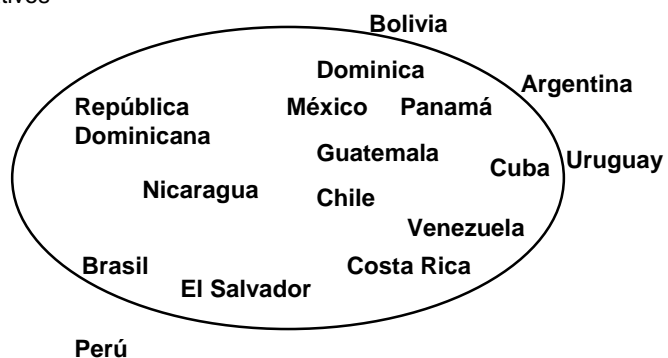 Bolivia
Dominica
Argentina
República
Dominicana
México
Panamá
Guatemala
Cuba
Uruguay
Nicaragua
Chile
Venezuela
Brasil
Costa Rica
El Salvador
Perú